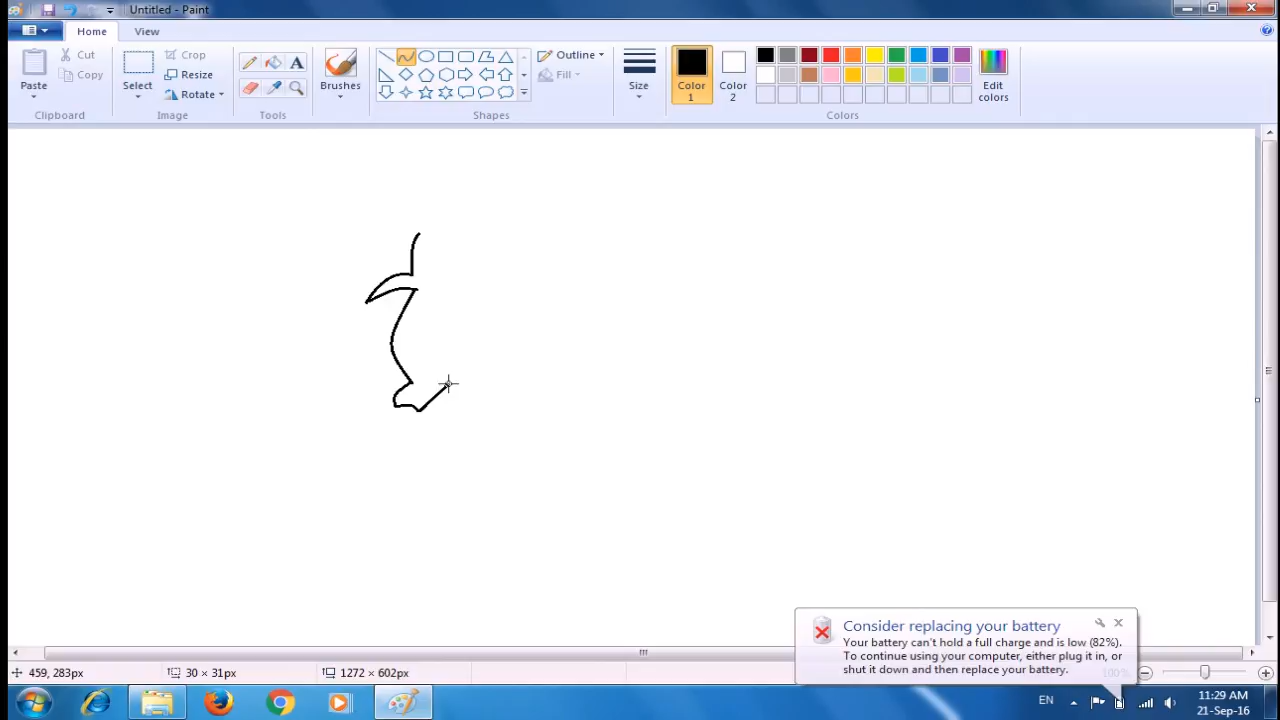 Untitled - Paint
Home View
Paste
Cut
Copy
Clipboard
Select
Crop
Resize
Rotate
Image
Tools
Brushes
Shapes
Outline
Fill
Size
Color 1
Color 2
Edit colors
Colors
Consider replacing your battery
Your battery can't hold a full charge and is low (82%).
To continue using your computer, either plug it in, or
shut it down and then replace your battery.
459, 283px 30 × 31px 1272 × 602px 100%
EN
11:29 AM
21-Sep-16